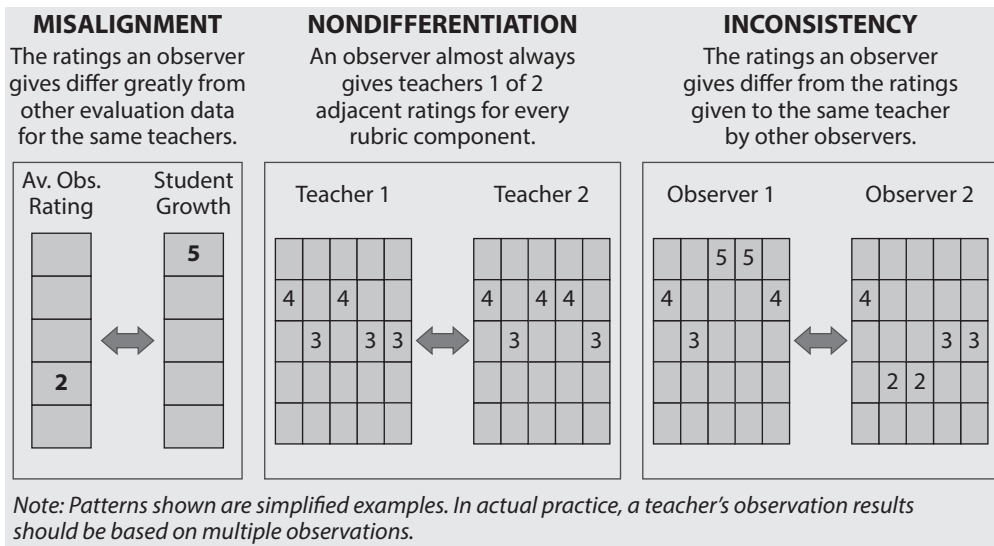 MISALIGNMENT
The ratings an observer
gives differ greatly from
other evaluation data
for the same teachers.
Av. Obs.
Rating
Student
Growth
5
2
NONDIFFERENTIATION
An observer almost always
gives teachers 1 of 2
adjacent ratings for every
rubric component.
Teacher 1
Teacher 2
4 4
3 3 3
4 4 4
3 3
INCONSISTENCY
The ratings an observer
gives differ from the ratings
given to the same teacher
by other observers.
Observer 1
Observer 2
5 5
4 4
3
4
3 3
2 2
Note: Patterns shown are simplified examples. In actual practice, a teacher's observation results
should be based on multiple observations.